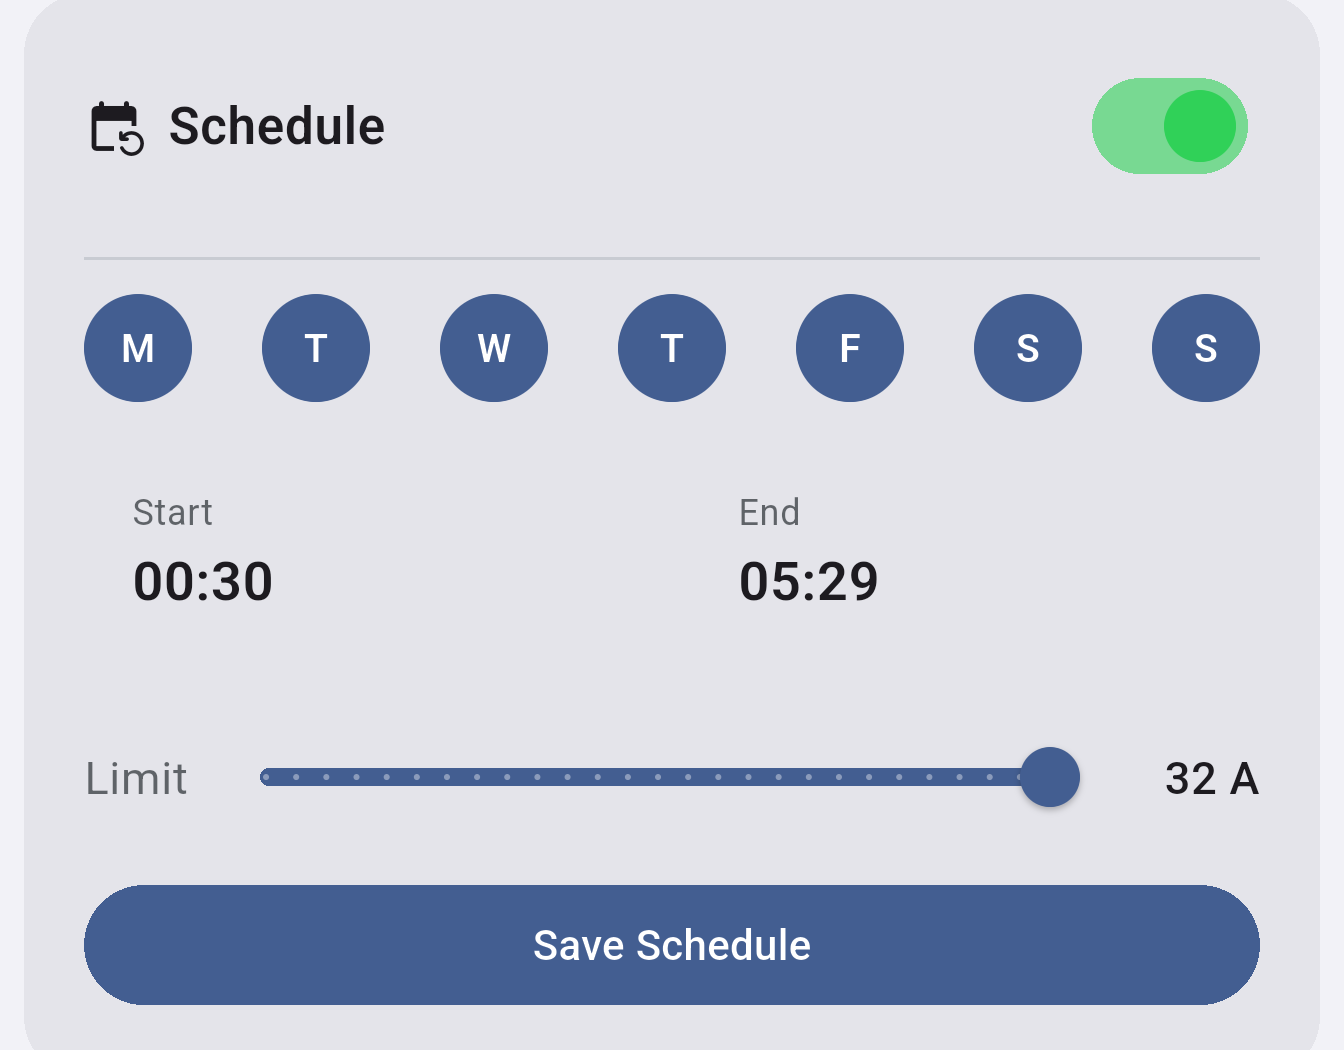 Schedule
M T W T F S S
Start End
00:30 05:29
Limit 32 A
Save Schedule